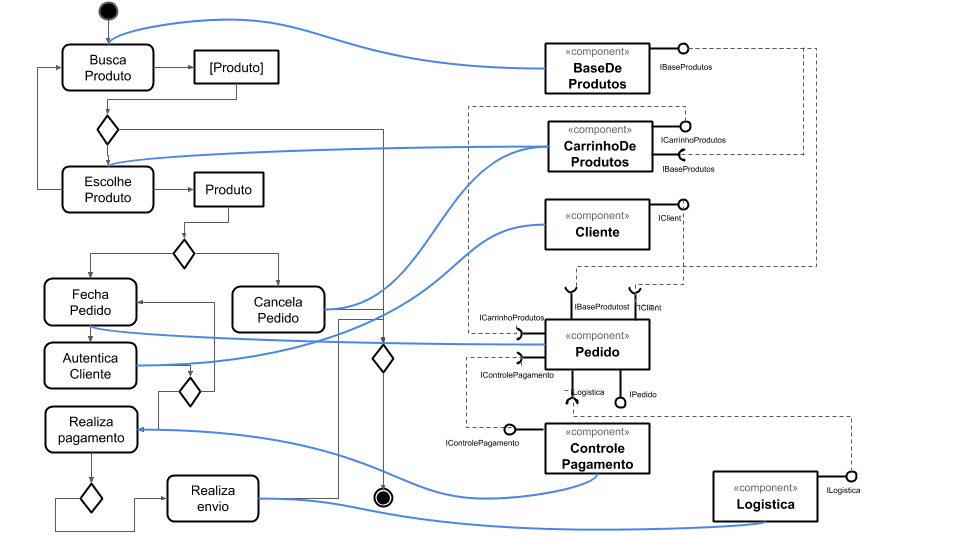 Busca
Produto
[Produto]
Escolhe
Produto
Produto
Fecha
Pedido
Cancela
Pedido
Autentica
Cliente
Realiza
pagamento
Realiza
envio
«component»
BaseDe
Produtos
IBaseProdutos
«component»
CarrinhoDe
Produtos
ICarrinhoProdutos
IBaseProdutos
«component»
Cliente
IClient
IBaseProdutost
IClient
ICarrinhoProdutos
«component»
Pedido
IControlePagamento
Logistica
IPedido
IControlePagamento
«component»
Controle
Pagamento
«component»
Logistica
ILogistica